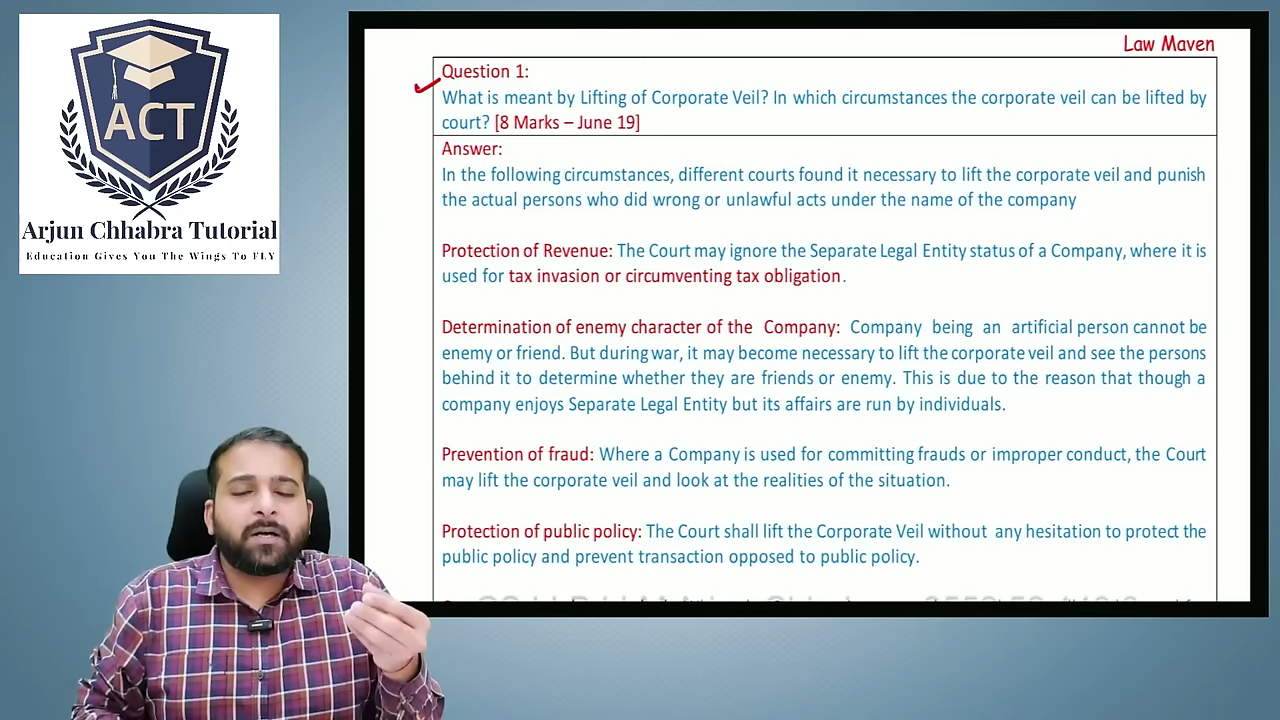 ACT
Arjun Chhabra Tutorial
Education Gives You The Wings To FLY
Law Maven
Question 1:
What is meant by Lifting of Corporate Veil? In which circumstances the corporate veil can be lifted by
court? [8 Marks – June 19]
Answer:
In the following circumstances, different courts found it necessary to lift the corporate veil and punish
the actual persons who did wrong or unlawful acts under the name of the company
Protection of Revenue: The Court may ignore the Separate Legal Entity status of a Company, where it is
used for tax invasion or circumventing tax obligation.
Determination of enemy character of the Company: Company being an artificial person cannot be
enemy or friend. But during war, it may become necessary to lift the corporate veil and see the persons
behind it to determine whether they are friends or enemy. This is due to the reason that though a
company enjoys Separate Legal Entity but its affairs are run by individuals.
Prevention of fraud: Where a Company is used for committing frauds or improper conduct, the Court
may lift the corporate veil and look at the realities of the situation.
Protection of public policy: The Court shall lift the Corporate Veil without any hesitation to protect the
public policy and prevent transaction opposed to public policy.